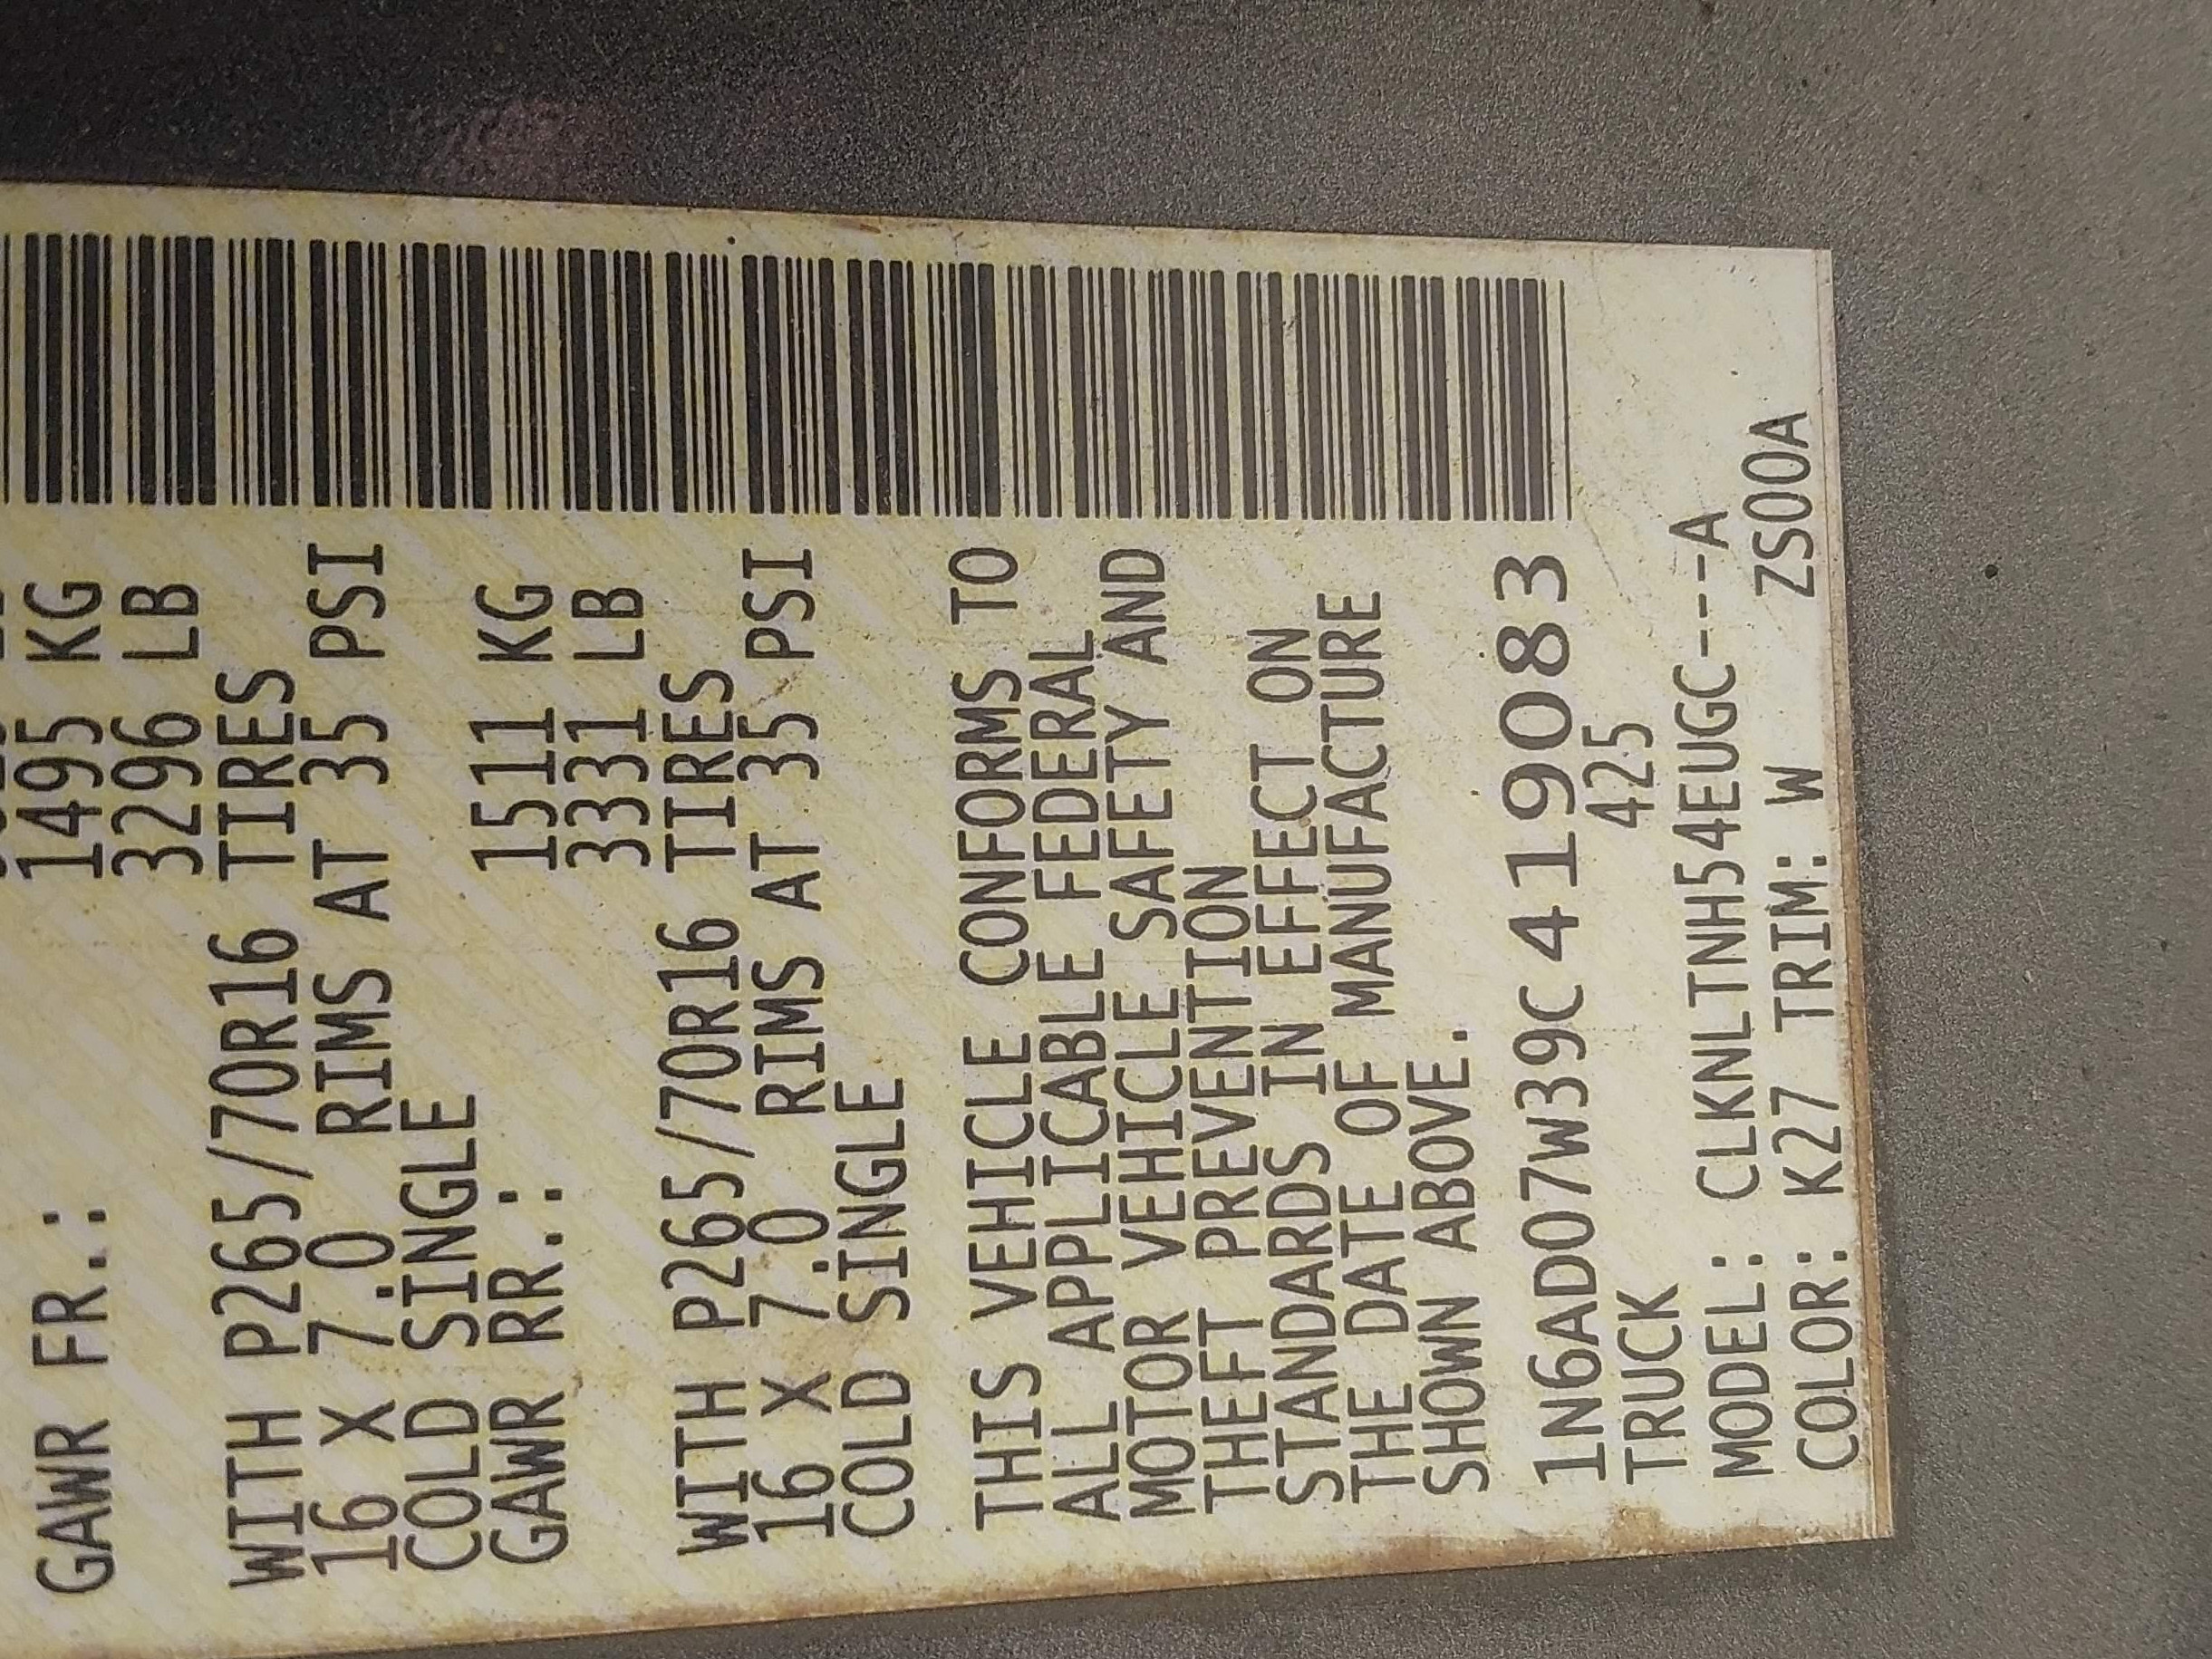 GAWR FR.: 1495 KG
3296 LB
WITH P265/70R16 TIRES
16 X 7.0 RIMS AT 35 PSI
COLD SINGLE
GAWR RR.: 1511 KG
3331 LB
WITH P265/70R16 TIRES
16 X 7.0 RIMS AT 35 PSI
COLD SINGLE
THIS VEHICLE CONFORMS TO
ALL APPLICABLE FEDERAL
MOTOR VEHICLE SAFETY AND
THEFT PREVENTION
STANDARDS IN EFFECT ON
THE DATE OF MANUFACTURE
SHOWN ABOVE.
1N6AD07W39C419083
TRUCK 425
MODEL: CLKNLTNH54EUGC----A
COLOR: K27 TRIM: W ZS00A